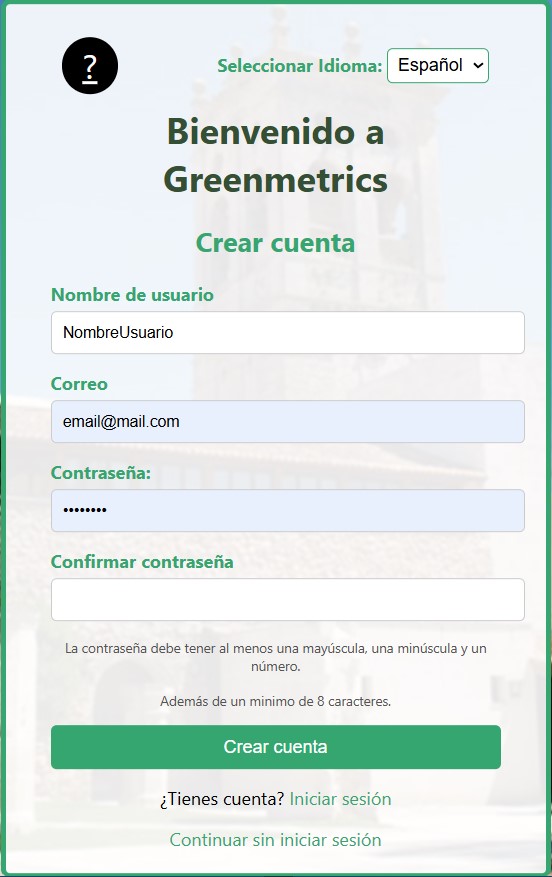 ?
Seleccionar Idioma: Español
Bienvenido a
Greenmetrics
Crear cuenta
Nombre de usuario
NombreUsuario
Correo
email@mail.com
Contraseña:
••••••••
Confirmar contraseña
La contraseña debe tener al menos una mayúscula, una minúscula y un
número.
Además de un minimo de 8 caracteres.
Crear cuenta
¿Tienes cuenta? Iniciar sesión
Continuar sin iniciar sesión